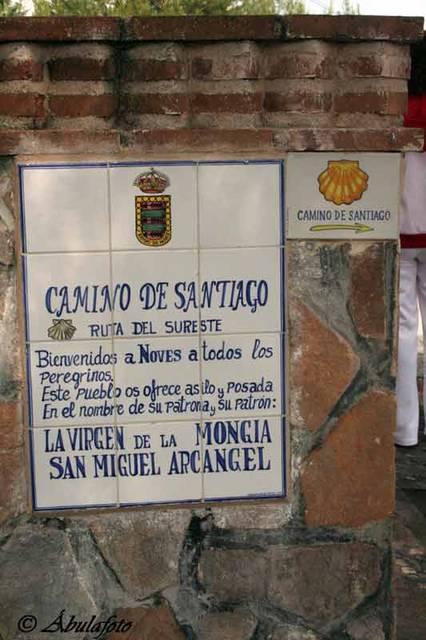 CAMINO DE SANTIAGO
CAMINO DE SANTIAGO
RUTA DEL SURESTE
Bienvenidos a NOVES a todos los
Peregrinos.
Este Pueblo os ofrece asilo y Posada
En el nombre de su Patrona y su Patrón:
LA VIRGEN DE LA MONGIA
SAN MIGUEL ARCANGEL
© Ábulafoto